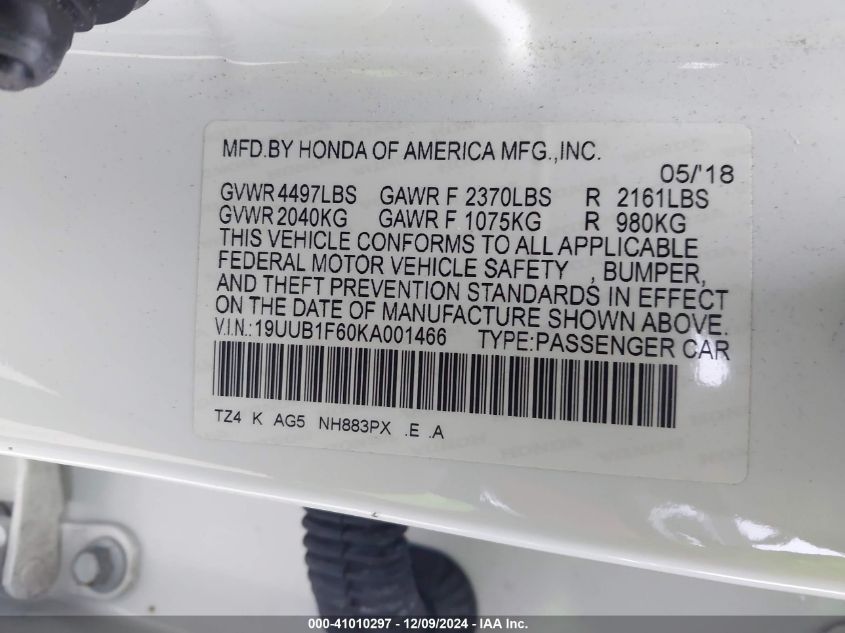 MFD.BY HONDA OF AMERICA MFG.,INC.
05/'18
GVWR 4497LBS GAWR F 2370LBS R 2161LBS
GVWR 2040KG GAWR F 1075KG R 980KG
THIS VEHICLE CONFORMS TO ALL APPLICABLE
FEDERAL MOTOR VEHICLE SAFETY , BUMPER,
AND THEFT PREVENTION STANDARDS IN EFFECT
ON THE DATE OF MANUFACTURE SHOWN ABOVE.
V.I.N.:19UUB1F60KA001466 TYPE:PASSENGER CAR
TZ4 K AG5 NH883PX .E .A
000-41010297 - 12/09/2024 - IAA Inc.